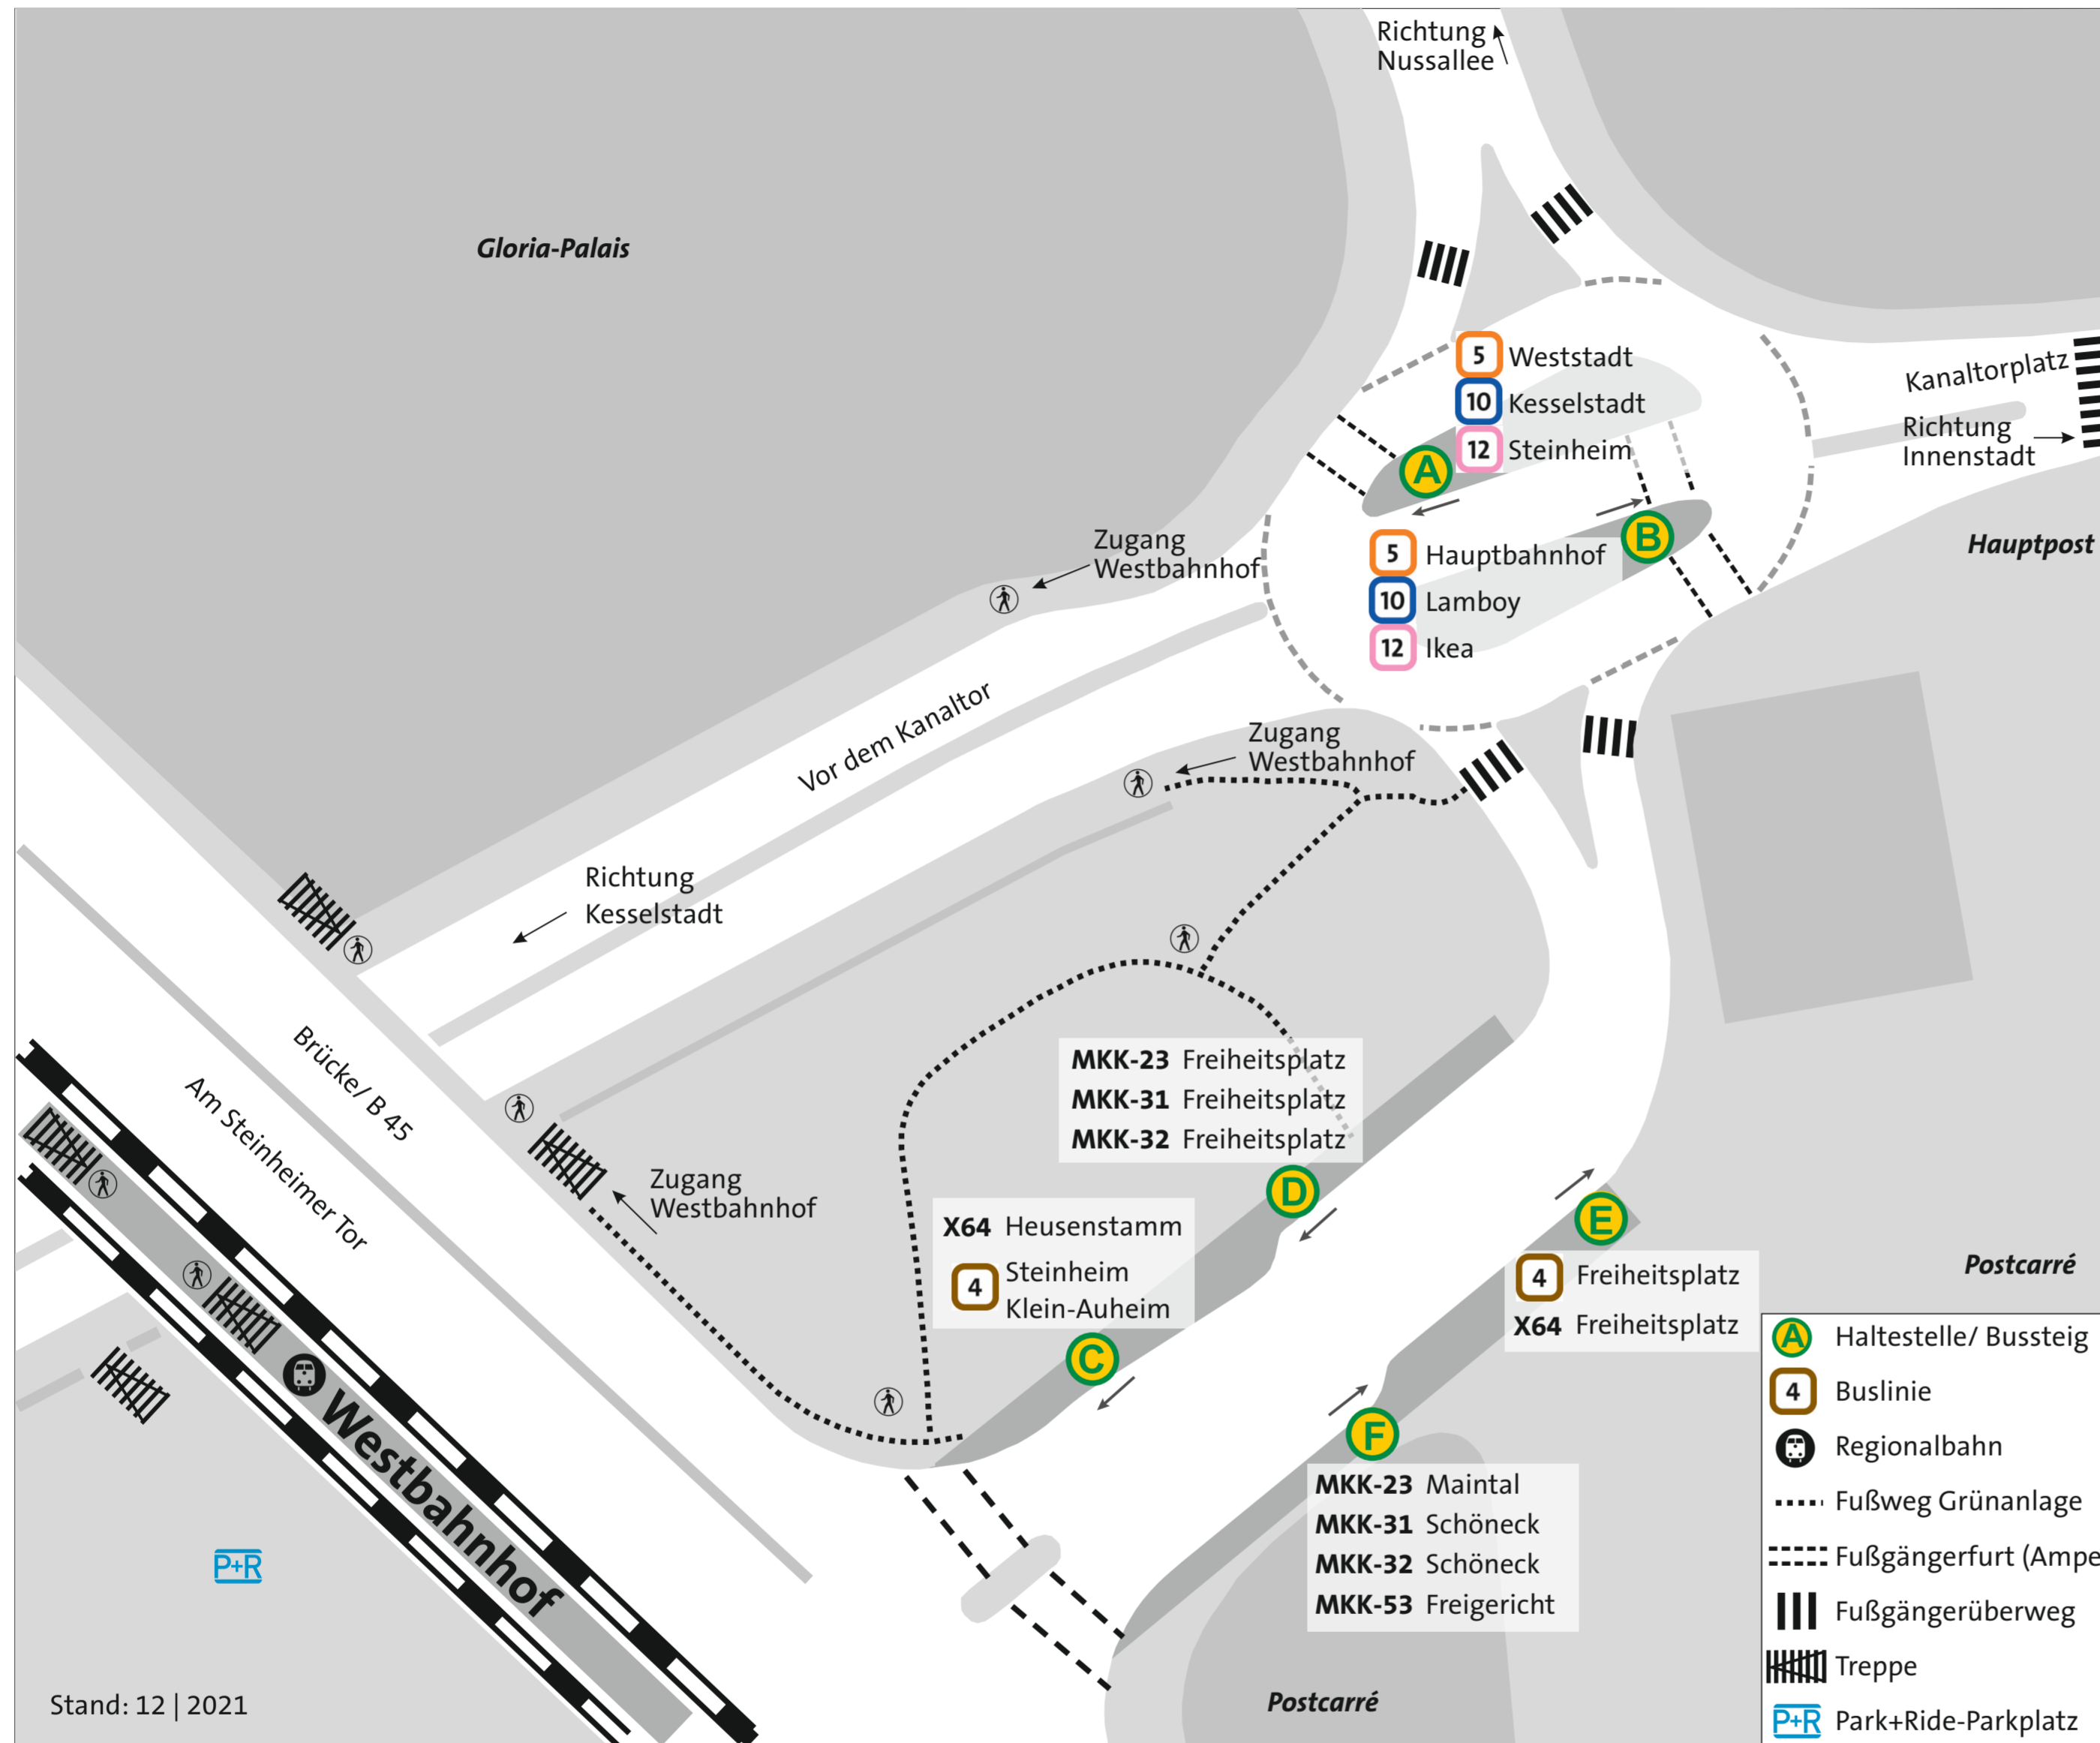 Richtung
Nussallee
Gloria-Palais
5 Weststadt
10 Kesselstadt
12 Steinheim
A
Kanaltorplatz
Richtung
Innenstadt
B
Hauptpost
Zugang
Westbahnhof
5 Hauptbahnhof
10 Lamboy
12 Ikea
Vor dem Kanaltor
Zugang
Westbahnhof
Richtung
Kesselstadt
Brücke/ B 45
Am Steinheimer Tor
MKK-23 Freiheitsplatz
MKK-31 Freiheitsplatz
MKK-32 Freiheitsplatz
D
Zugang
Westbahnhof
X64 Heusenstamm
4 Steinheim
Klein-Auheim
C
E
4 Freiheitsplatz
X64 Freiheitsplatz
Postcarré
F
MKK-23 Maintal
MKK-31 Schöneck
MKK-32 Schöneck
MKK-53 Freigericht
Westbahnhof
P+R
Postcarré
Stand: 12 | 2021
A Haltestelle/ Bussteig
4 Buslinie
Regionalbahn
Fußweg Grünanlage
Fußgängerfurt (Ampe
Fußgängerüberweg
Treppe
P+R Park+Ride-Parkplatz